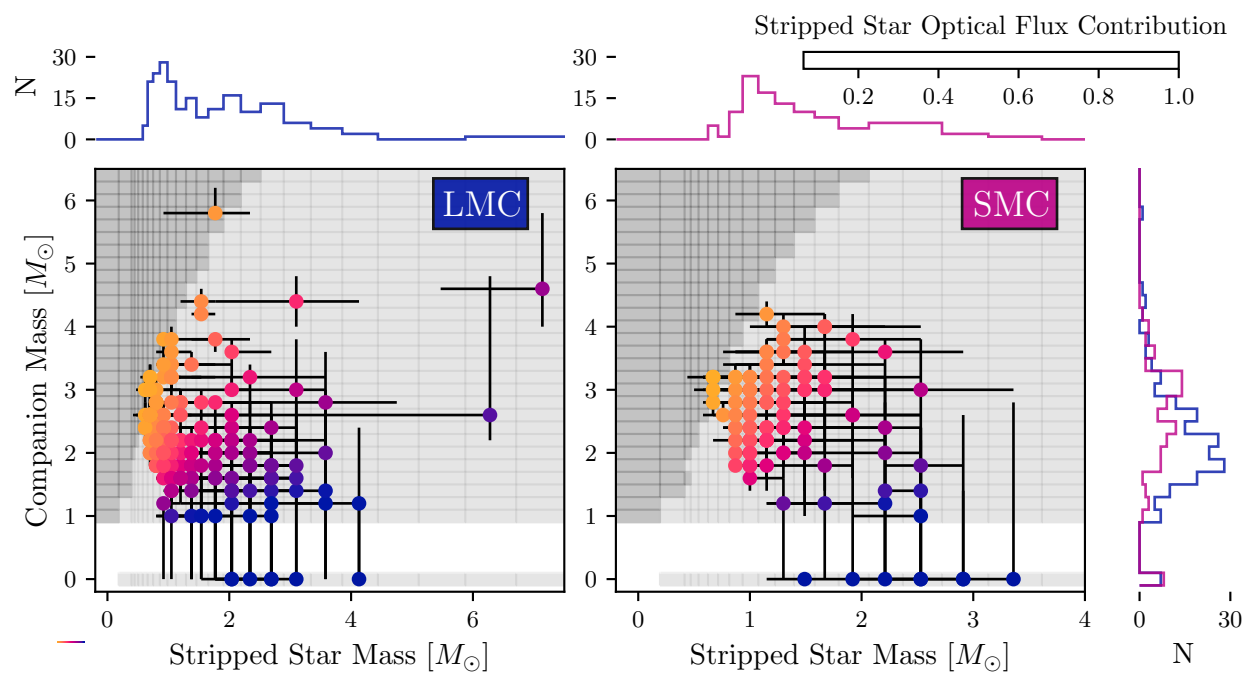 Stripped Star Optical Flux Contribution
0.2 0.4 0.6 0.8 1.0
N
30
15
0
30
15
0
LMC
SMC
Companion Mass [M☉]
6
5
4
3
2
1
0
6
5
4
3
2
1
0
0 2 4 6
0 1 2 3 4
0 30
Stripped Star Mass [M☉]
Stripped Star Mass [M☉]
N